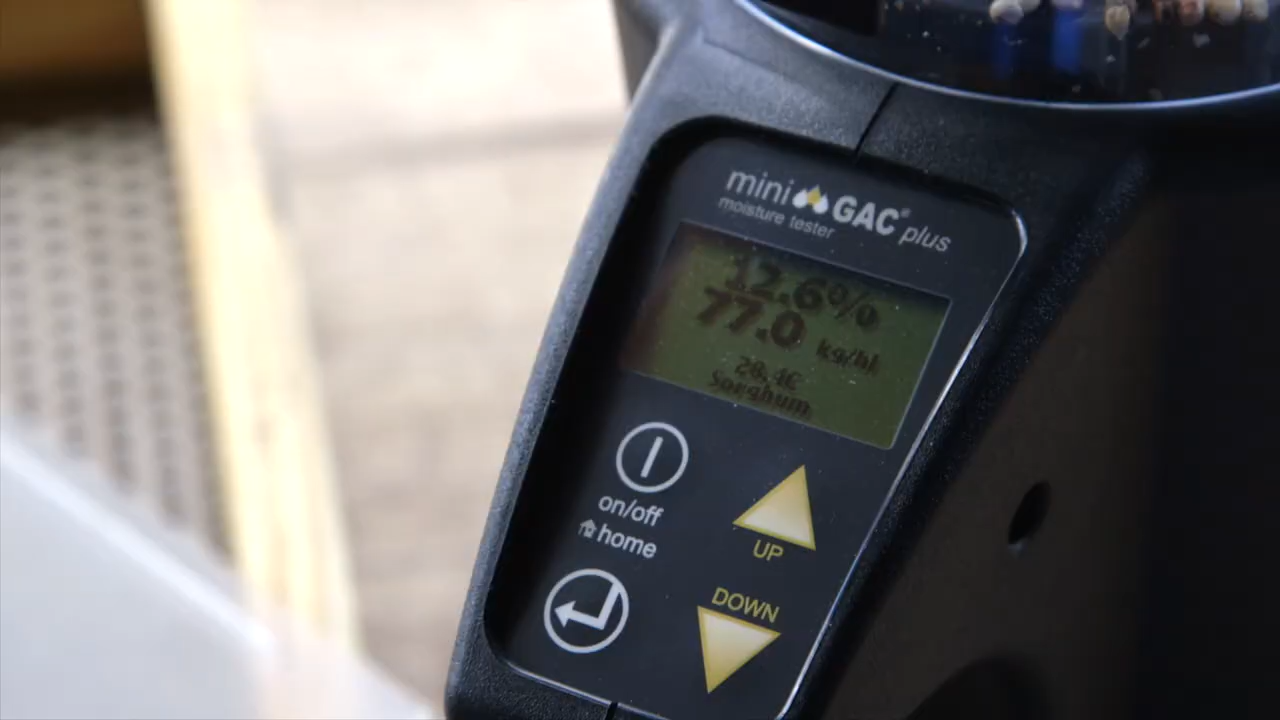 mini GAC® plus
moisture tester
12.6%
77.0 kg/hl
28.4C
Sorghum
on/off
home
UP
DOWN